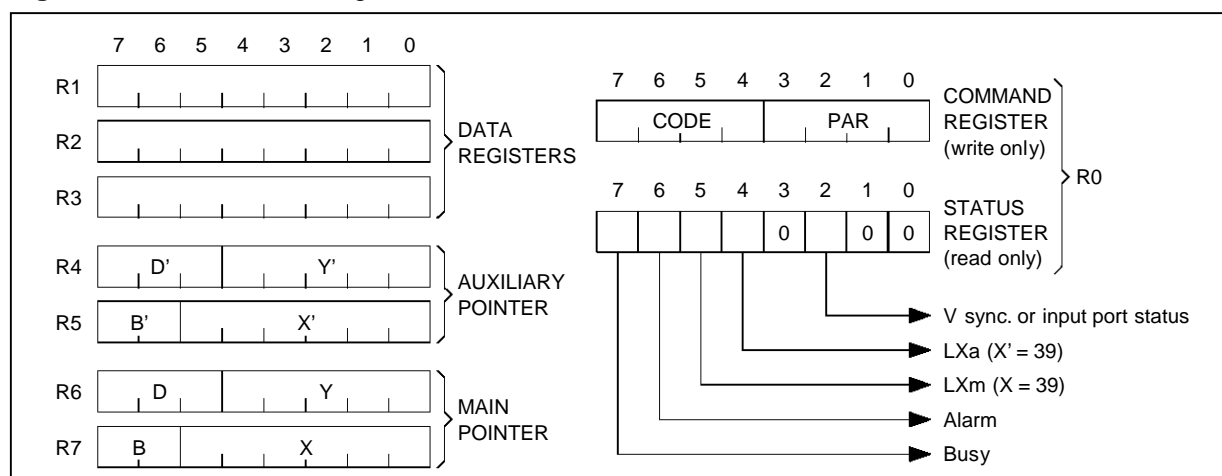 7 6 5 4 3 2 1 0
R1
R2
R3
DATA
REGISTERS
R4 D' Y'
R5 B' X'
AUXILIARY
POINTER
R6 D Y
R7 B X
MAIN
POINTER
7 6 5 4 3 2 1 0
CODE PAR
COMMAND
REGISTER
(write only)
7 6 5 4 3 2 1 0
0 0 0
STATUS
REGISTER
(read only)
R0
V sync. or input port status
LXa (X' = 39)
LXm (X = 39)
Alarm
Busy